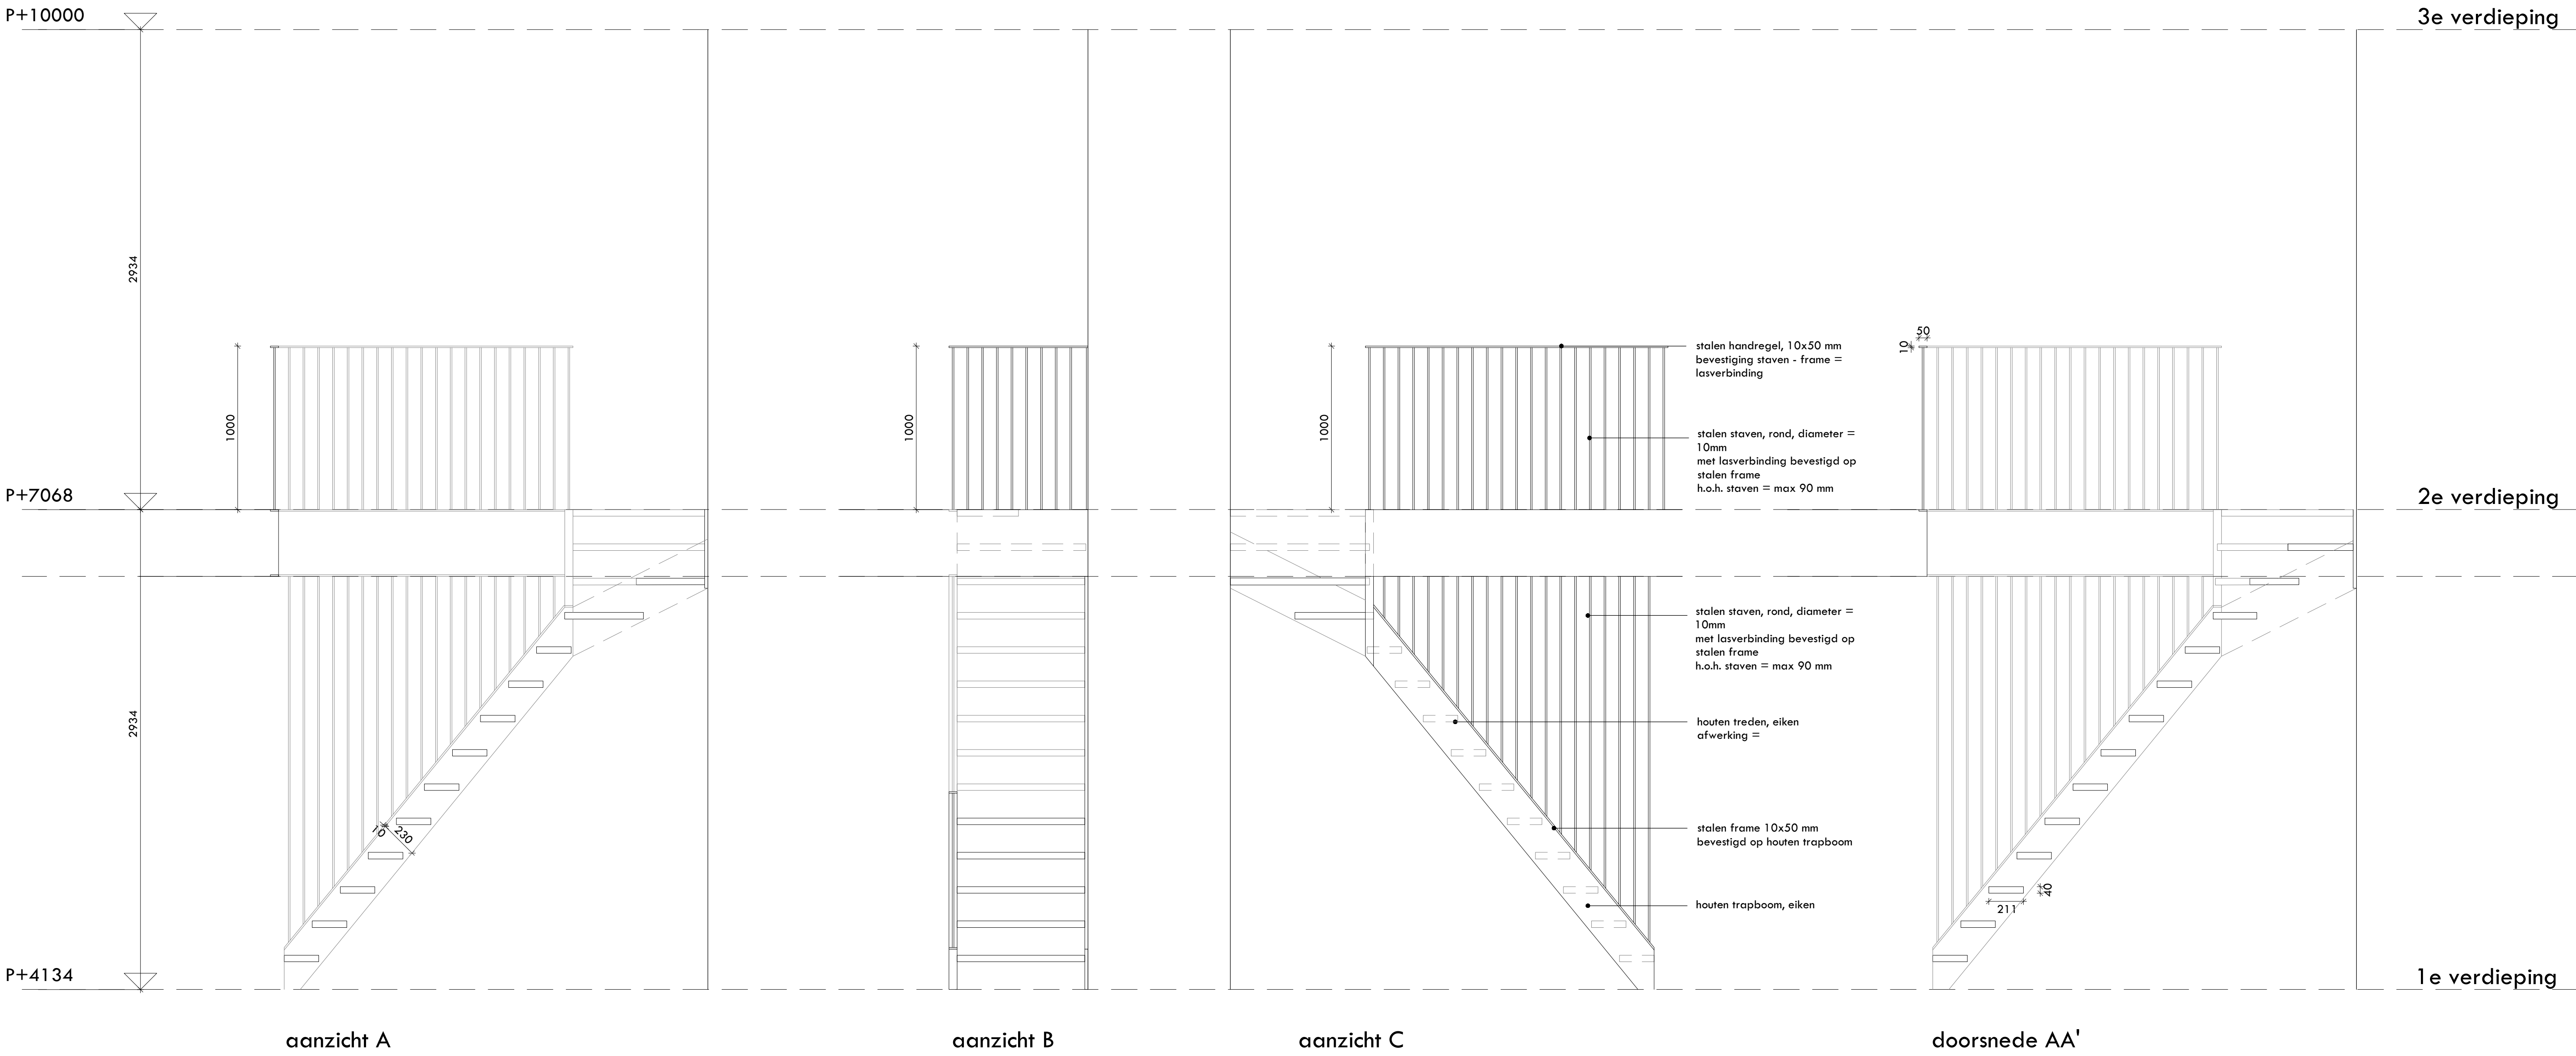 P+10000
3e verdieping
2934
50
10
stalen handregel, 10x50 mm
bevestiging staven - frame =
lasverbinding
1000
1000
1000
stalen staven, rond, diameter =
10mm
met lasverbinding bevestigd op
stalen frame
h.o.h. staven = max 90 mm
P+7068
2e verdieping
stalen staven, rond, diameter =
10mm
met lasverbinding bevestigd op
stalen frame
h.o.h. staven = max 90 mm
2934
houten treden, eiken
afwerking =
10
230
stalen frame 10x50 mm
bevestigd op houten trapboom
40
211
houten trapboom, eiken
P+4134
1e verdieping
aanzicht A
aanzicht B
aanzicht C
doorsnede AA'